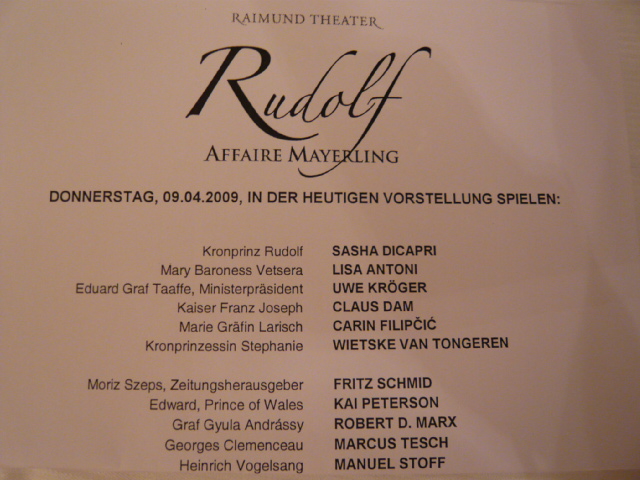 RAIMUND THEATER
Rudolf
AFFAIRE MAYERLING
DONNERSTAG, 09.04.2009, IN DER HEUTIGEN VORSTELLUNG SPIELEN:
Kronprinz Rudolf SASHA DICAPRI
Mary Baroness Vetsera LISA ANTONI
Eduard Graf Taaffe, Ministerpräsident UWE KRÖGER
Kaiser Franz Joseph CLAUS DAM
Marie Gräfin Larisch CARIN FILIPČIĆ
Kronprinzessin Stephanie WIETSKE VAN TONGEREN
Moriz Szeps, Zeitungsherausgeber FRITZ SCHMID
Edward, Prince of Wales KAI PETERSON
Graf Gyula Andrássy ROBERT D. MARX
Georges Clemenceau MARCUS TESCH
Heinrich Vogelsang MANUEL STOFF